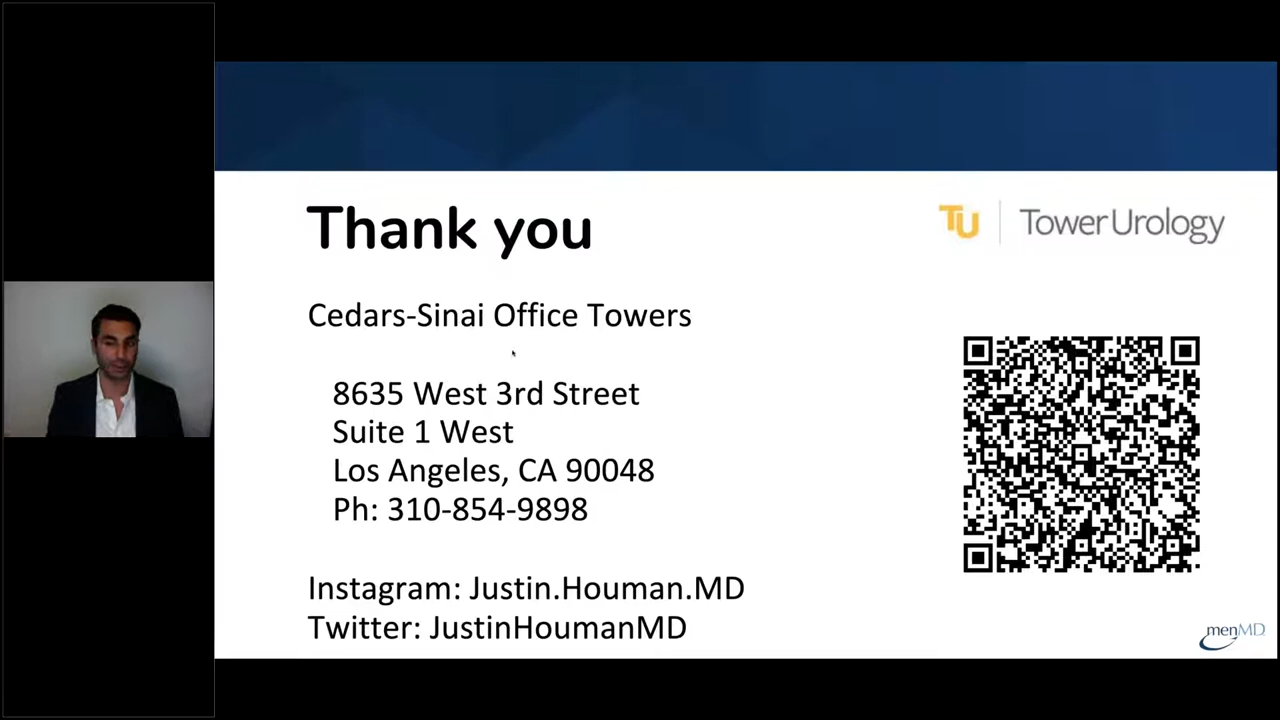 Thank you
TU | Tower Urology
Cedars-Sinai Office Towers
8635 West 3rd Street
Suite 1 West
Los Angeles, CA 90048
Ph: 310-854-9898
Instagram: Justin.Houman.MD
Twitter: JustinHoumanMD
menMD